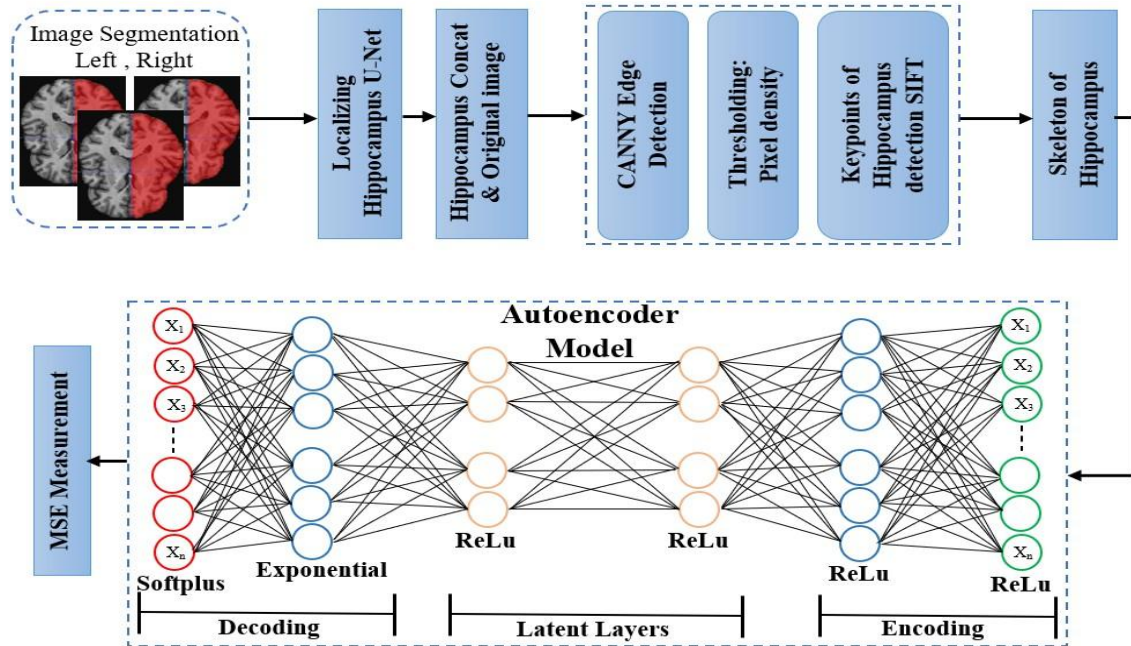 Image Segmentation
Left , Right
Localizing
Hippocampus U-Net
Hippocampus Concat
& Original image
CANNY Edge
Detection
Thresholding:
Pixel density
Keypoints of
Hippocampus
detection SIFT
Skeleton of
Hippocampus
Autoencoder
Model
X1
X2
X3
Xn
X1
X2
X3
Xn
MSE Measurement
Softplus
Exponential
ReLu
ReLu
ReLu
ReLu
Decoding
Latent Layers
Encoding